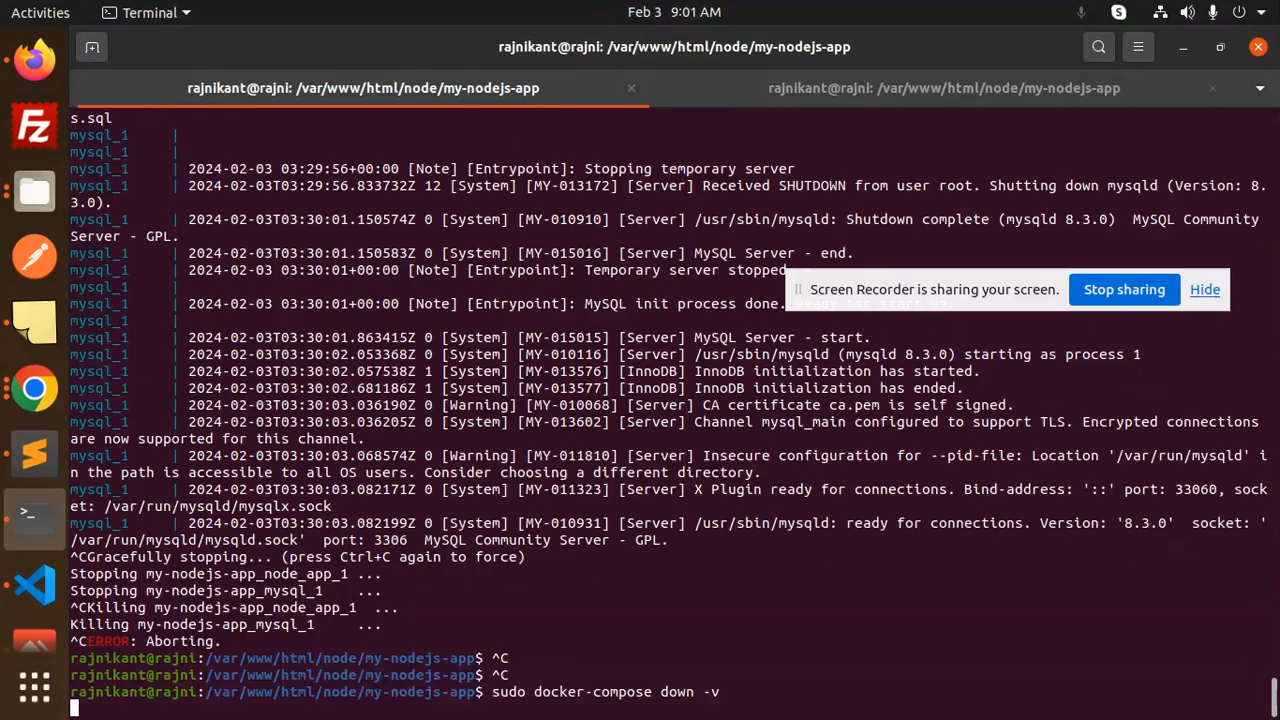 Activities
Terminal
Feb 3 9:01 AM
rajnikant@rajni: /var/www/html/node/my-nodejs-app
rajnikant@rajni: /var/www/html/node/my-nodejs-app
rajnikant@rajni: /var/www/html/node/my-nodejs-app
s.sql
mysql_1 |
mysql_1 |
mysql_1 | 2024-02-03 03:29:56+00:00 [Note] [Entrypoint]: Stopping temporary server
mysql_1 | 2024-02-03T03:29:56.833732Z 12 [System] [MY-013172] [Server] Received SHUTDOWN from user root. Shutting down mysqld (Version: 8.
3.0).
mysql_1 | 2024-02-03T03:30:01.150574Z 0 [System] [MY-010910] [Server] /usr/sbin/mysqld: Shutdown complete (mysqld 8.3.0) MySQL Community
Server - GPL.
mysql_1 | 2024-02-03T03:30:01.150583Z 0 [System] [MY-015016] [Server] MySQL Server - end.
mysql_1 | 2024-02-03 03:30:01+00:00 [Note] [Entrypoint]: Temporary server stopped
mysql_1 |
Screen Recorder is sharing your screen.
Stop sharing
Hide
mysql_1 | 2024-02-03 03:30:01+00:00 [Note] [Entrypoint]: MySQL init process done.
mysql_1 |
mysql_1 | 2024-02-03T03:30:01.863415Z 0 [System] [MY-015015] [Server] MySQL Server - start.
mysql_1 | 2024-02-03T03:30:02.053368Z 0 [System] [MY-010116] [Server] /usr/sbin/mysqld (mysqld 8.3.0) starting as process 1
mysql_1 | 2024-02-03T03:30:02.057538Z 1 [System] [MY-013576] [InnoDB] InnoDB initialization has started.
mysql_1 | 2024-02-03T03:30:02.681186Z 1 [System] [MY-013577] [InnoDB] InnoDB initialization has ended.
mysql_1 | 2024-02-03T03:30:03.036190Z 0 [Warning] [MY-010068] [Server] CA certificate ca.pem is self signed.
mysql_1 | 2024-02-03T03:30:03.036205Z 0 [System] [MY-013602] [Server] Channel mysql_main configured to support TLS. Encrypted connections
are now supported for this channel.
mysql_1 | 2024-02-03T03:30:03.068574Z 0 [Warning] [MY-011810] [Server] Insecure configuration for --pid-file: Location '/var/run/mysqld' i
n the path is accessible to all OS users. Consider choosing a different directory.
mysql_1 | 2024-02-03T03:30:03.082171Z 0 [System] [MY-011323] [Server] X Plugin ready for connections. Bind-address: '::' port: 33060, sock
et: /var/run/mysqld/mysqlx.sock
mysql_1 | 2024-02-03T03:30:03.082199Z 0 [System] [MY-010931] [Server] /usr/sbin/mysqld: ready for connections. Version: '8.3.0' socket: '
/var/run/mysqld/mysqld.sock' port: 3306 MySQL Community Server - GPL.
^CGracefully stopping... (press Ctrl+C again to force)
Stopping my-nodejs-app_node_app_1 ...
Stopping my-nodejs-app_mysql_1 ...
^CKilling my-nodejs-app_node_app_1 ...
Killing my-nodejs-app_mysql_1 ...
^CERROR: Aborting.
rajnikant@rajni:/var/www/html/node/my-nodejs-app$ ^C
rajnikant@rajni:/var/www/html/node/my-nodejs-app$ ^C
rajnikant@rajni:/var/www/html/node/my-nodejs-app$ sudo docker-compose down -v